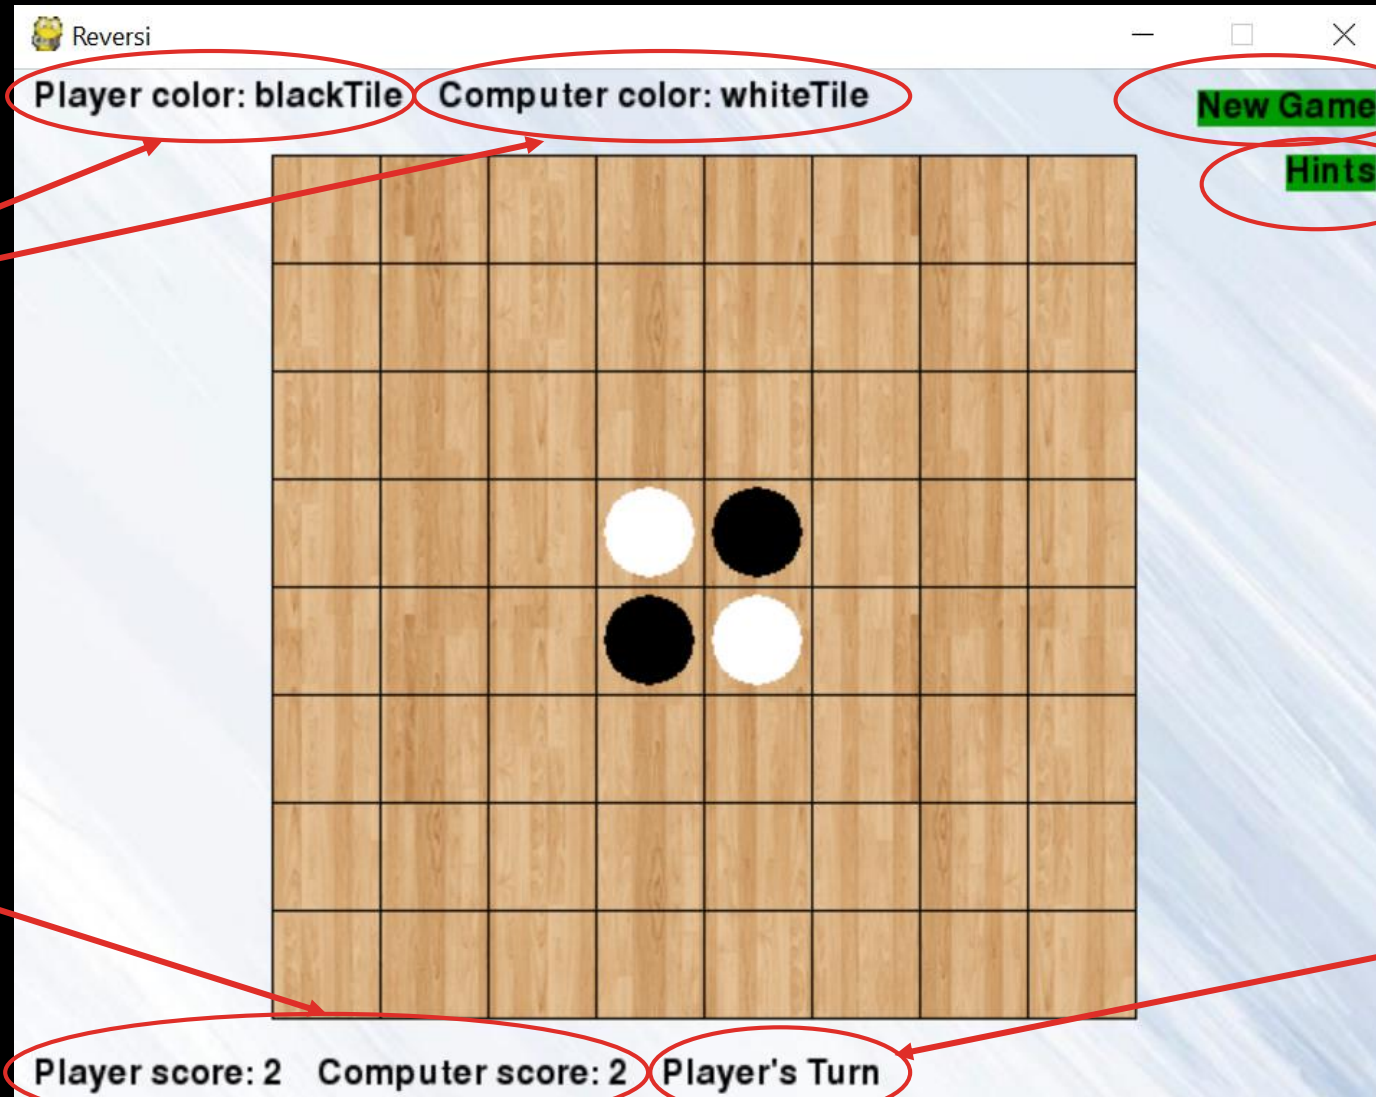 Reversi
Player color: blackTile Computer color: whiteTile
New Game
Hints
Player score: 2 Computer score: 2 Player's Turn